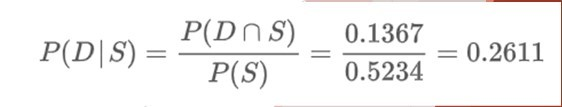 P(D|S) = P(D ∩ S) / P(S) = 0.1367 / 0.5234 = 0.2611